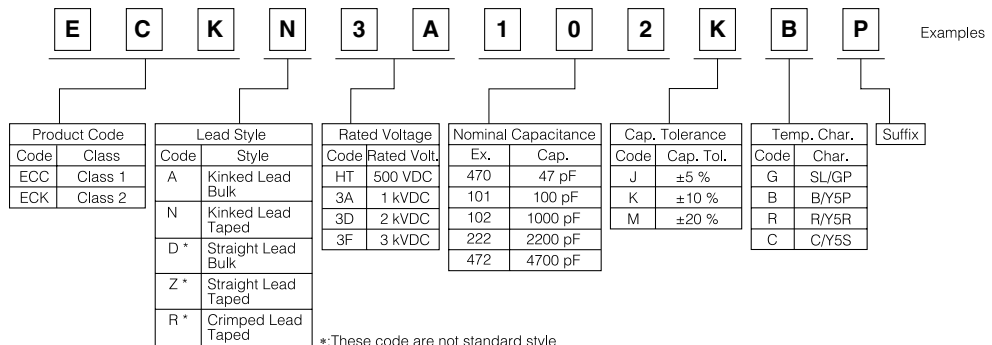 E C K N 3 A 1 0 2 K B P Examples
Product Code
Code Class
ECC Class 1
ECK Class 2
Lead Style
Code Style
A Kinked Lead
Bulk
N Kinked Lead
Taped
D * Straight Lead
Bulk
Z * Straight Lead
Taped
R * Crimped Lead
Taped
Rated Voltage
Code Rated Volt.
HT 500 VDC
3A 1 kVDC
3D 2 kVDC
3F 3 kVDC
Nominal Capacitance
Ex. Cap.
470 47 pF
101 100 pF
102 1000 pF
222 2200 pF
472 4700 pF
Cap. Tolerance
Code Cap. Tol.
J ±5 %
K ±10 %
M ±20 %
Temp. Char.
Code Char.
G SL/GP
B B/Y5P
R R/Y5R
C C/Y5S
Suffix
*:These code are not standard style